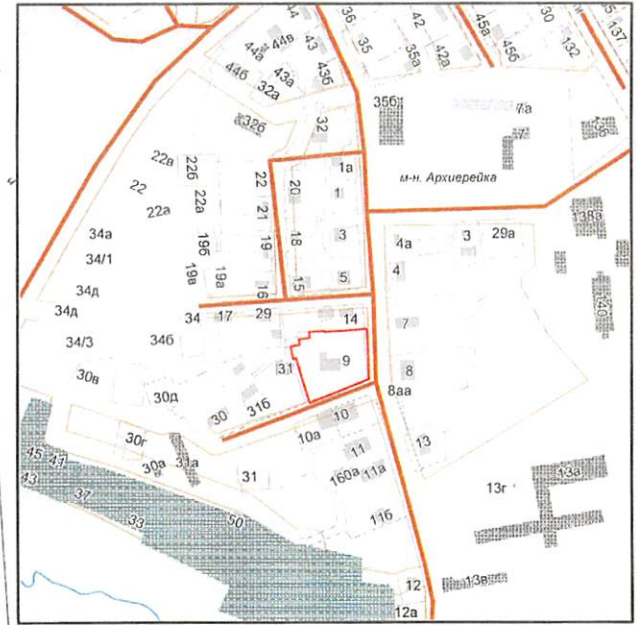 44
44в
43
44а
44б
43а
43б
32а
36
35
42
35а
42а
45а
45б
30
132
137
32б
32
35б
7а
7
22в
22б
22
22а
22а
34а
19б
34/1
19в
19а
34д
34д
34
17
29
34/3
34б
30в
30д
22
21
19
16
20
18
15
1а
1
3
5
14
м-н. Архиерейка
138а
140
4а
4
3
29а
7
8
8аа
9
31
31б
30
10
10а
11
11а
160а
11б
13
13г
13а
13в
12
12а
30г
30а
31а
31
45
41
43
37
33
50